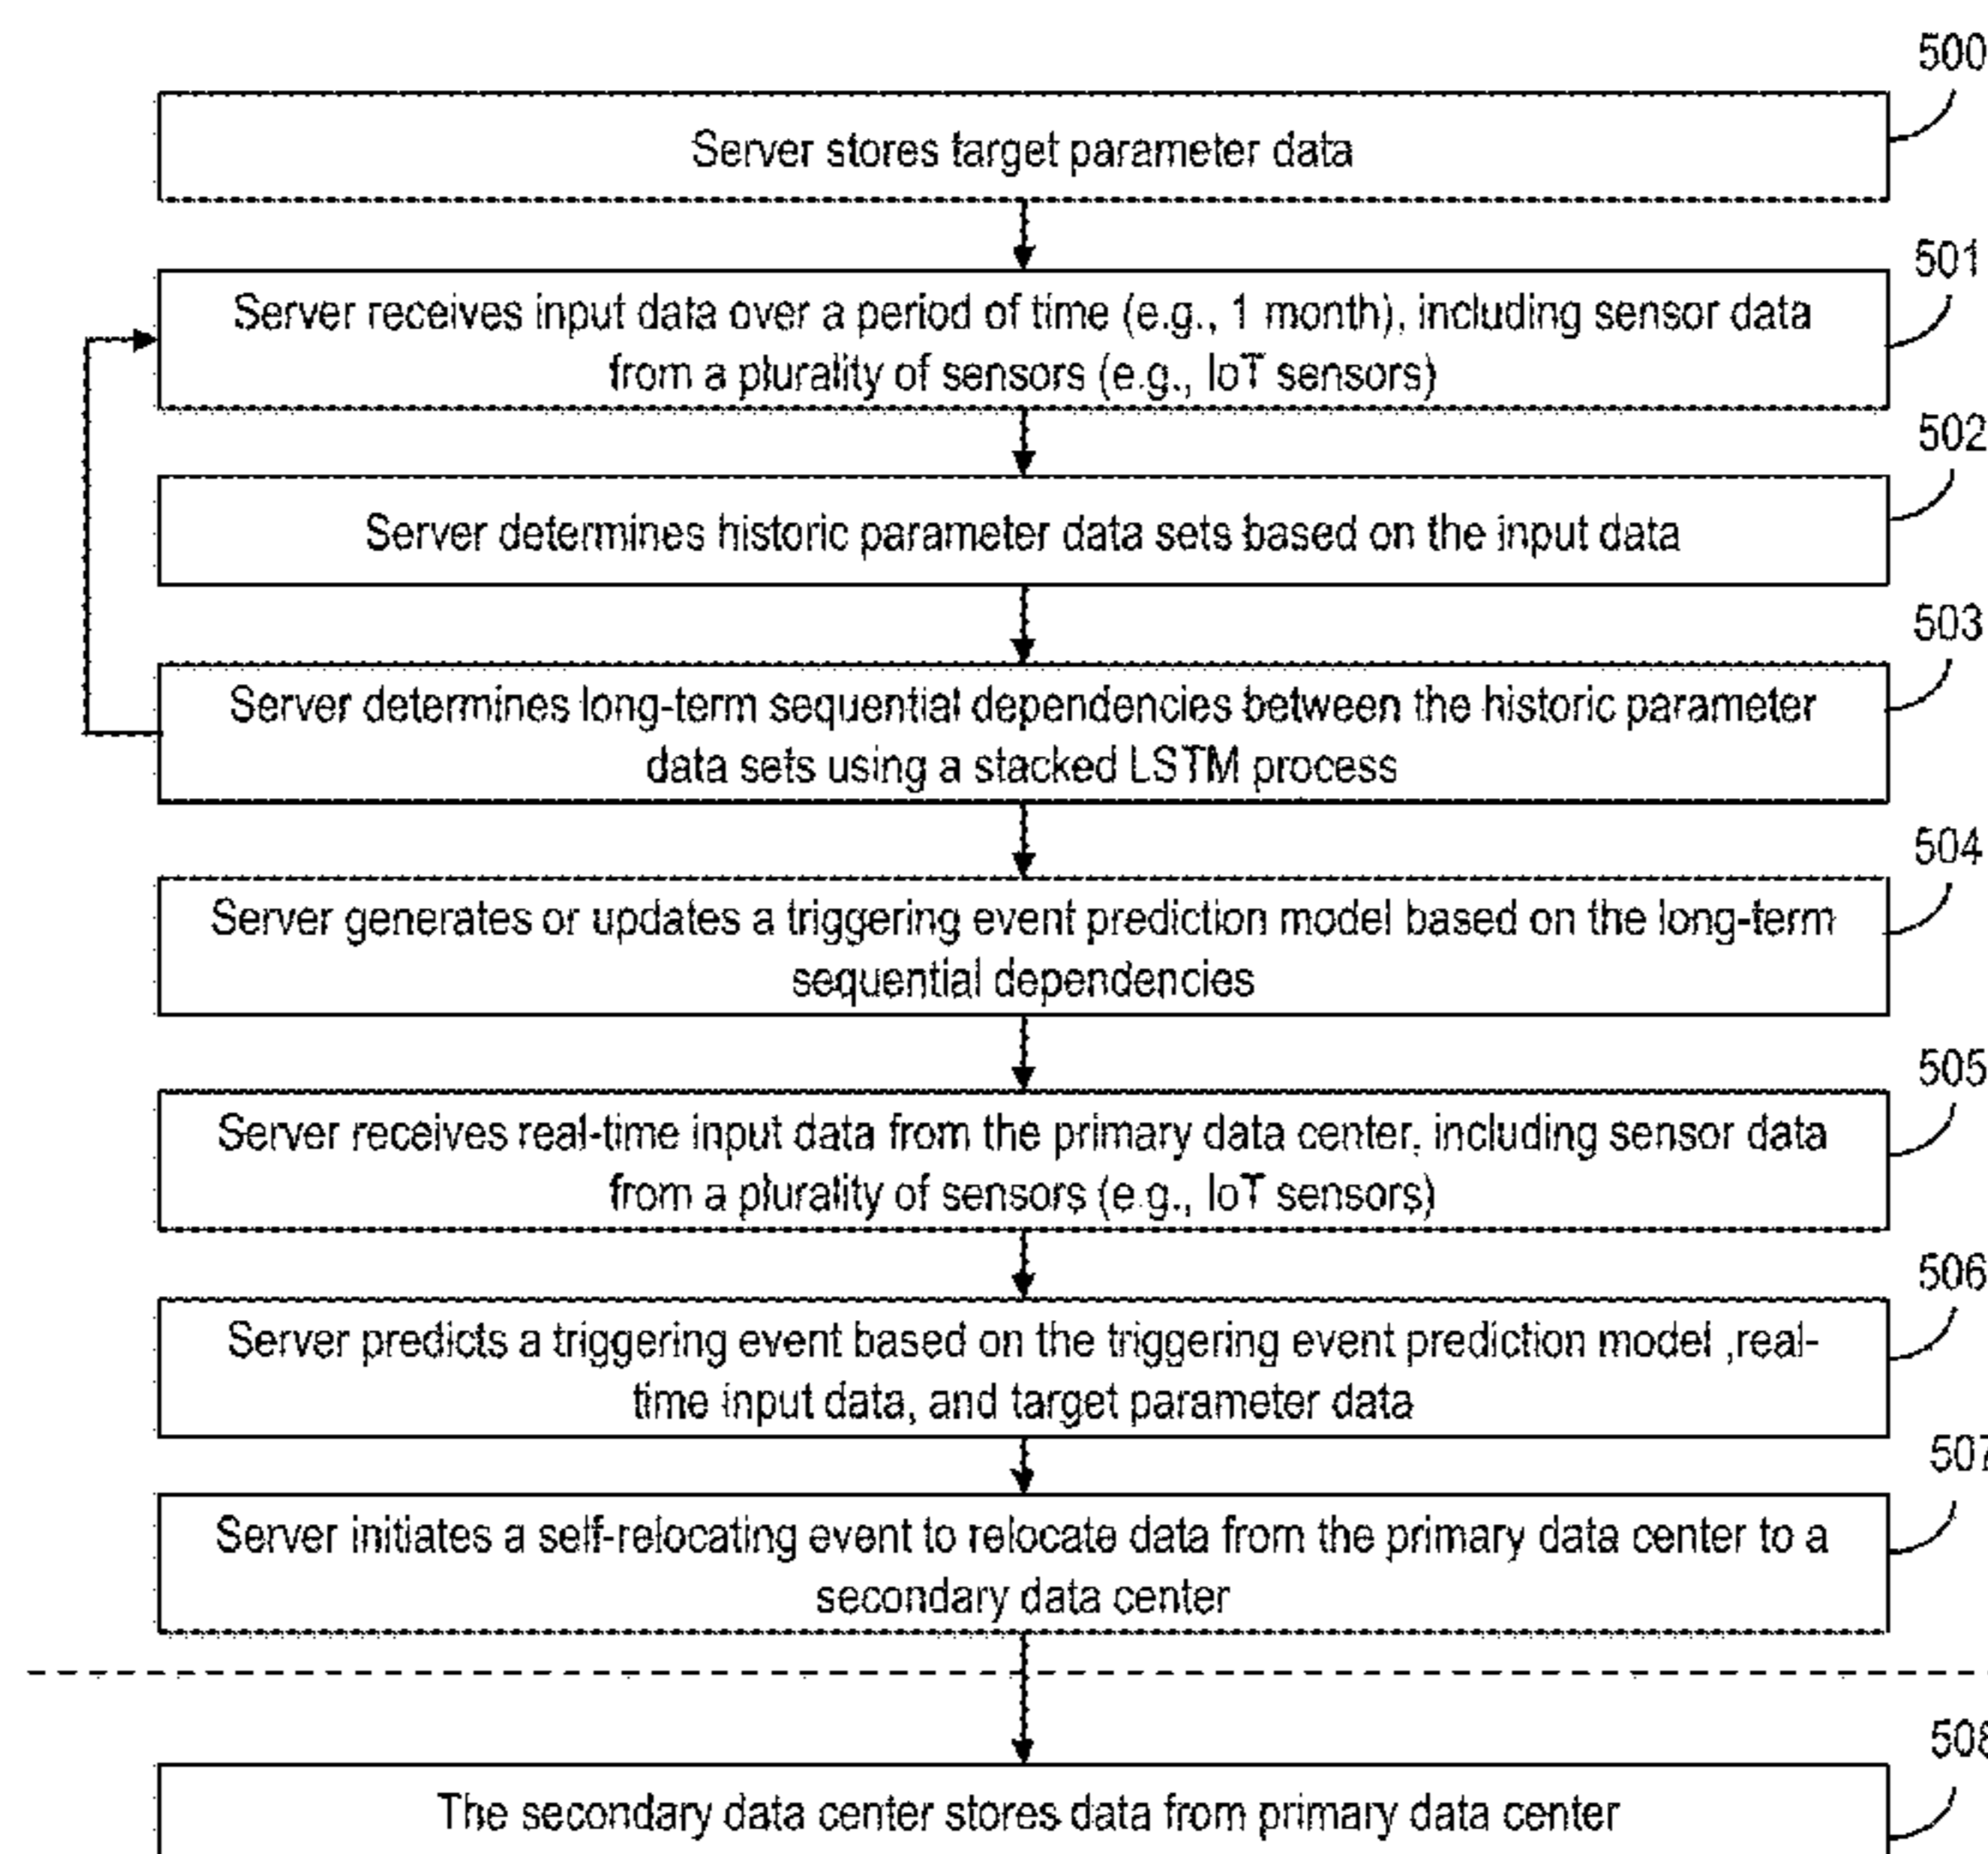 500
Server stores target parameter data
501
Server receives input data over a period of time (e.g., 1 month), including sensor data
from a plurality of sensors (e.g., IoT sensors)
502
Server determines historic parameter data sets based on the input data
503
Server determines long-term sequential dependencies between the historic parameter
data sets using a stacked LSTM process
504
Server generates or updates a triggering event prediction model based on the long-term
sequential dependencies
505
Server receives real-time input data from the primary data center, including sensor data
from a plurality of sensors (e.g., IoT sensors)
506
Server predicts a triggering event based on the triggering event prediction model ,real-
time input data, and target parameter data
507
Server initiates a self-relocating event to relocate data from the primary data center to a
secondary data center
508
The secondary data center stores data from primary data center